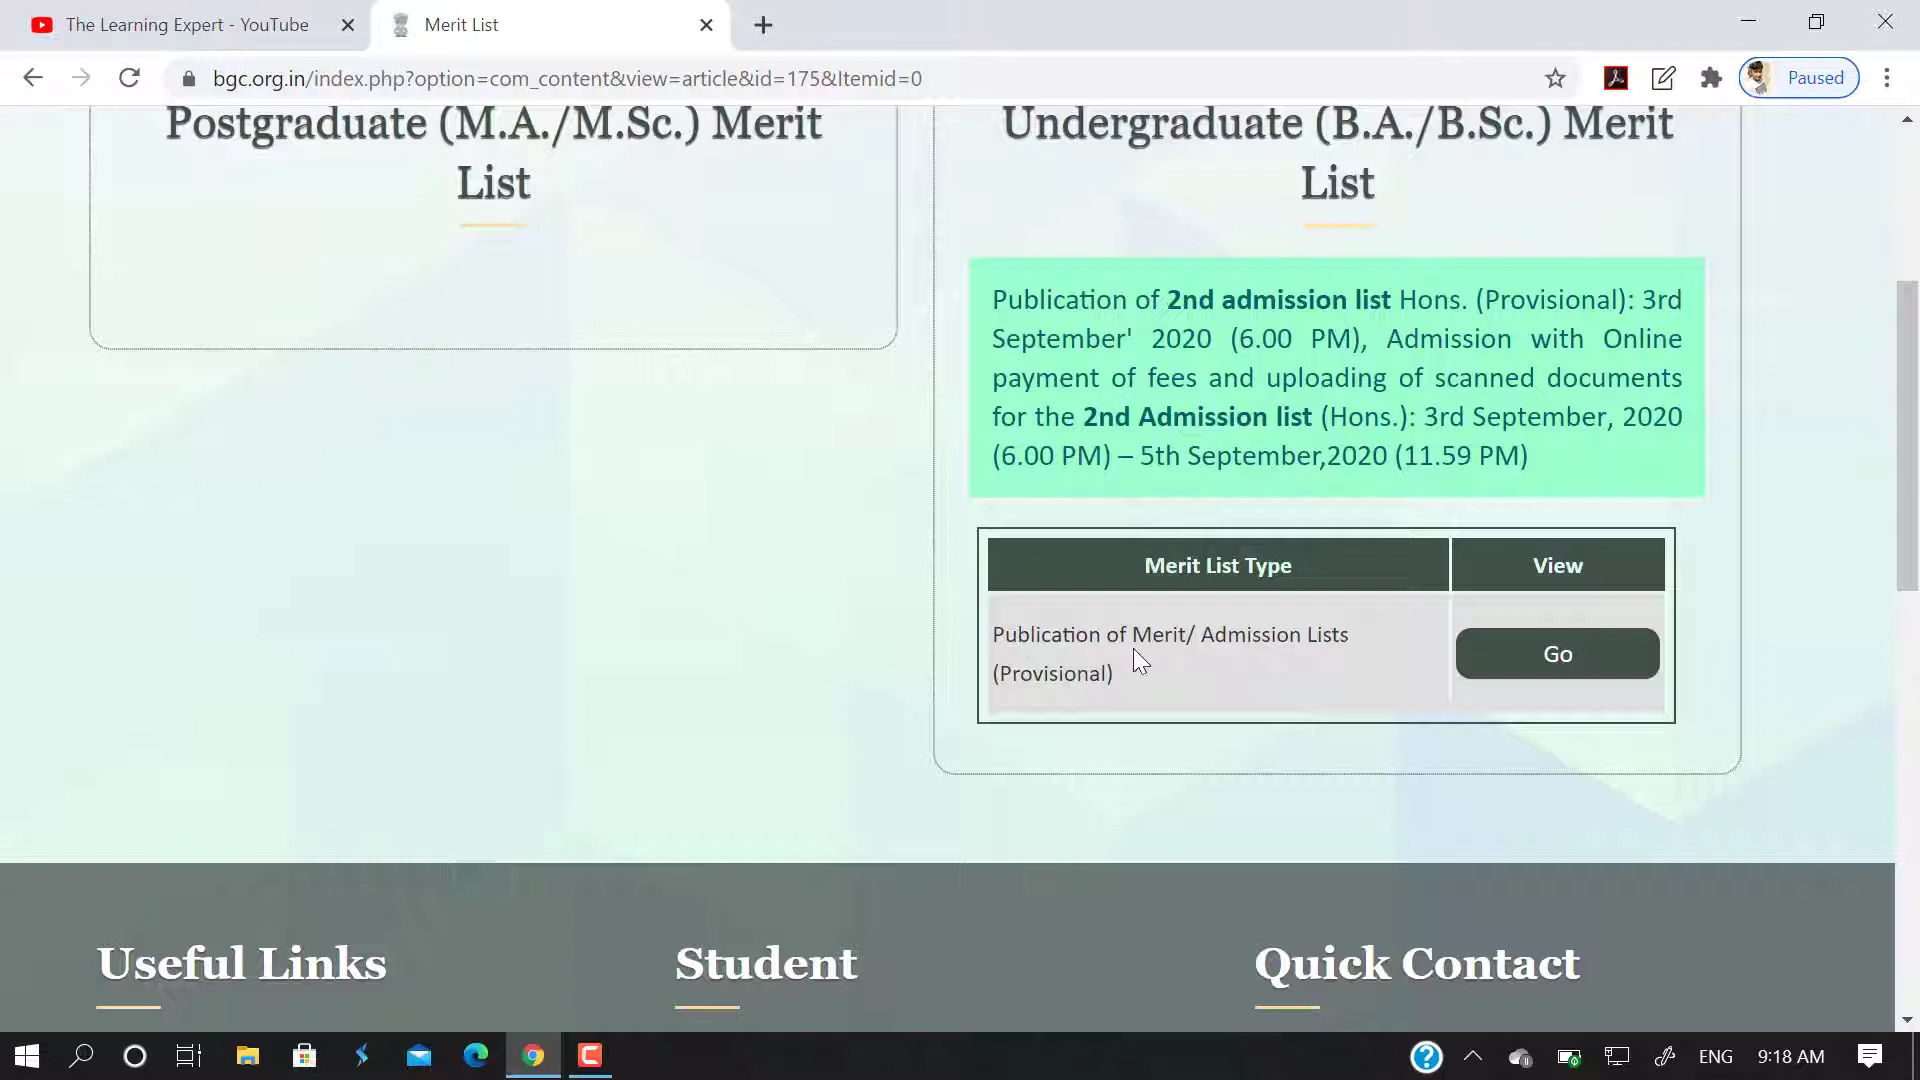 The Learning Expert - YouTube
Merit List
bgc.org.in/index.php?option=com_content&view=article&id=175&Itemid=0
Paused
Postgraduate (M.A./M.Sc.) Merit
List
Undergraduate (B.A./B.Sc.) Merit
List
Publication of 2nd admission list Hons. (Provisional): 3rd
September' 2020 (6.00 PM), Admission with Online
payment of fees and uploading of scanned documents
for the 2nd Admission list (Hons.): 3rd September, 2020
(6.00 PM) – 5th September,2020 (11.59 PM)
Merit List Type
View
Publication of Merit/ Admission Lists
(Provisional)
Go
Useful Links
Student
Quick Contact
ENG
9:18 AM